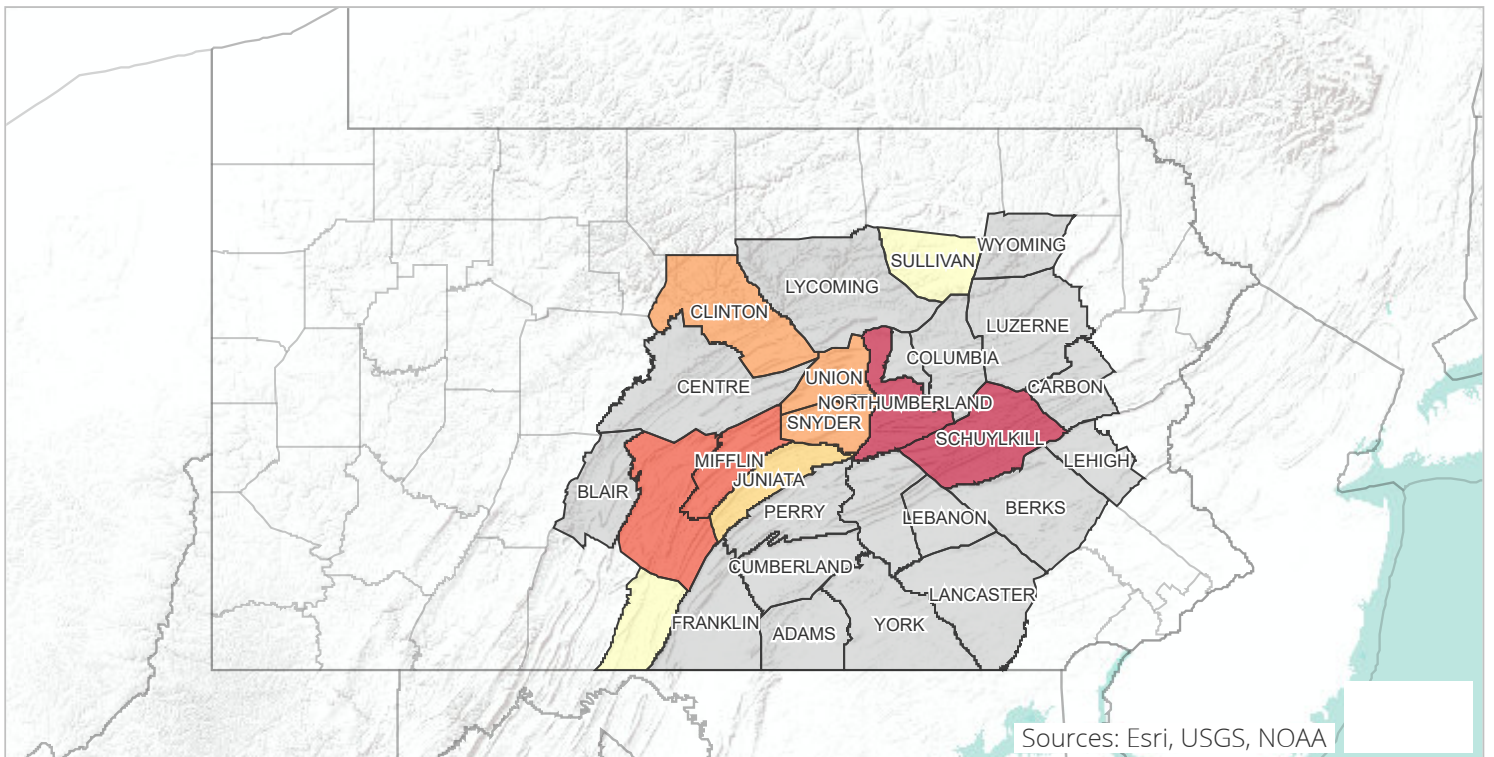 WYOMING
SULLIVAN
LYCOMING
CLINTON
LUZERNE
COLUMBIA
UNION
CENTRE
CARBON
NORTHUMBERLAND
SNYDER
SCHUYLKILL
MIFFLIN
LEHIGH
JUNIATA
BLAIR
PERRY
LEBANON
BERKS
CUMBERLAND
LANCASTER
FRANKLIN
ADAMS
YORK
Sources: Esri, USGS, NOAA